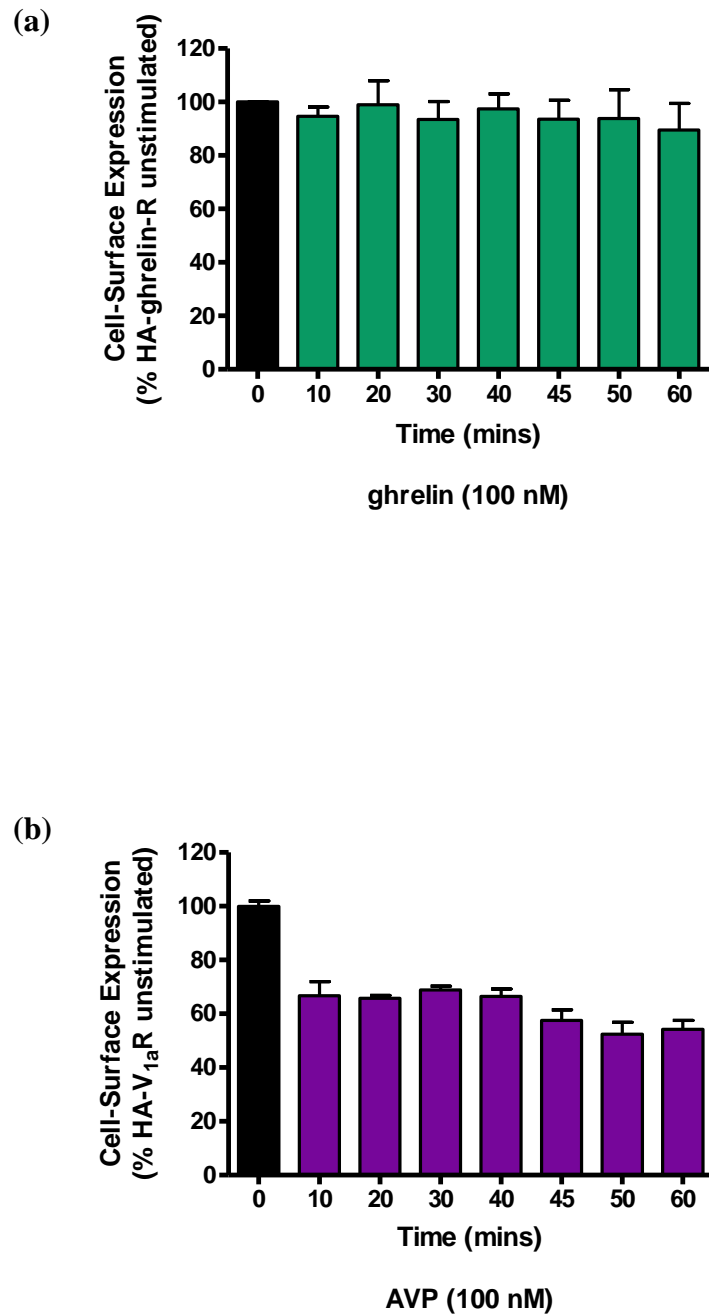 (a)
Cell-Surface Expression
(% HA-ghrelin-R unstimulated)
120
100
80
60
40
20
0
0 10 20 30 40 45 50 60
Time (mins)
ghrelin (100 nM)
(b)
Cell-Surface Expression
(% HA-V1aR unstimulated)
120
100
80
60
40
20
0
0 10 20 30 40 45 50 60
Time (mins)
AVP (100 nM)